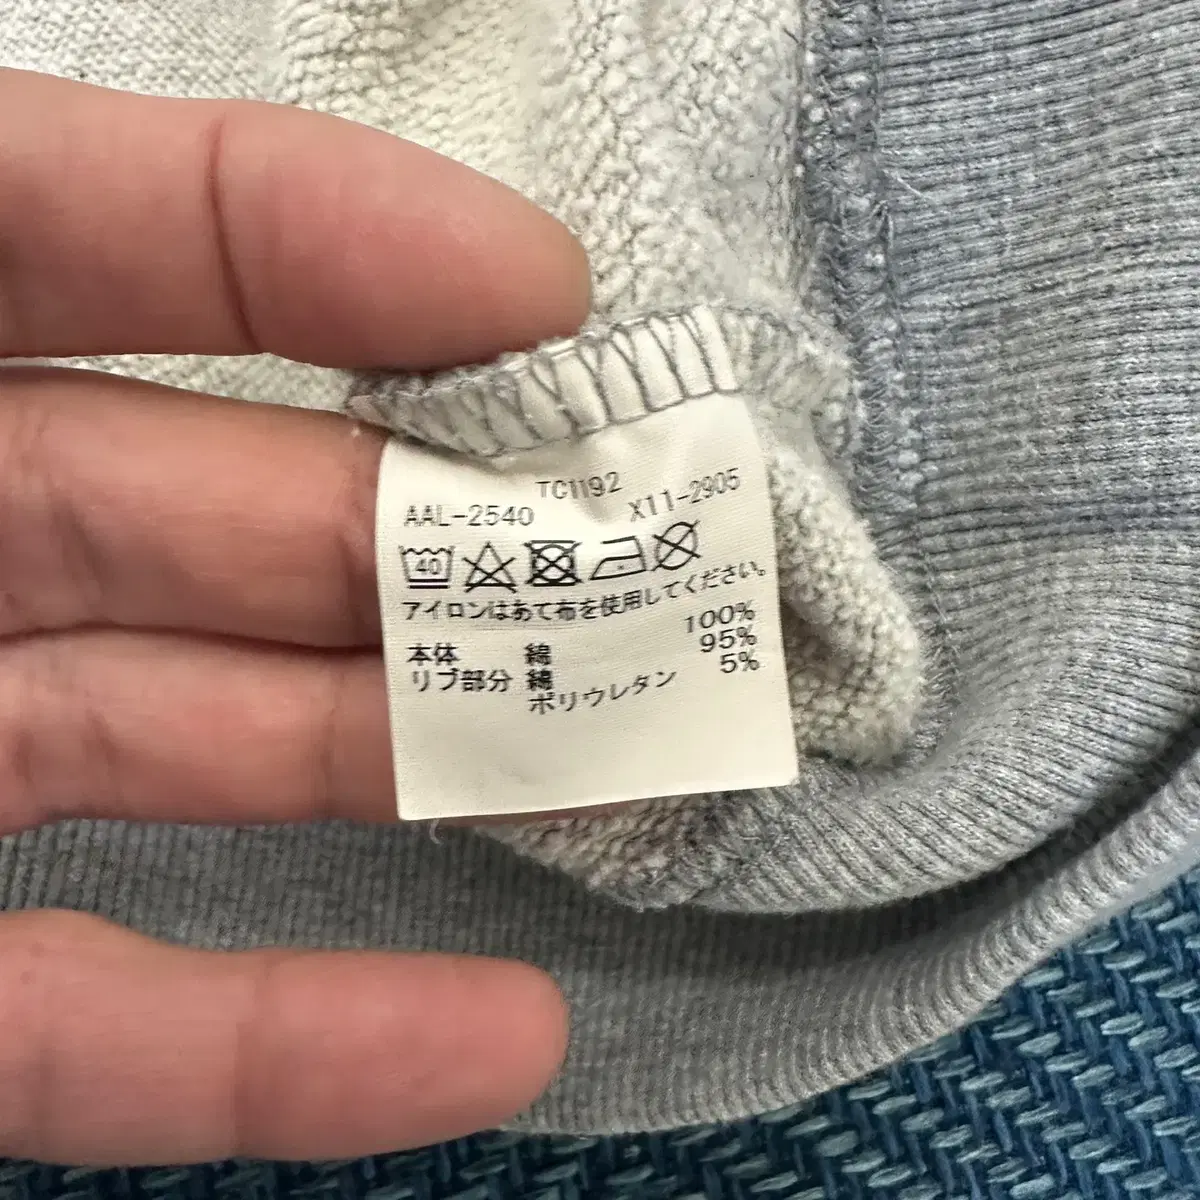 TC1192
AAL-2540 X11-2905
40
アイロンはあて布を使用してください。
本体 綿 100%
リブ部分 綿 95%
ポリウレタン 5%